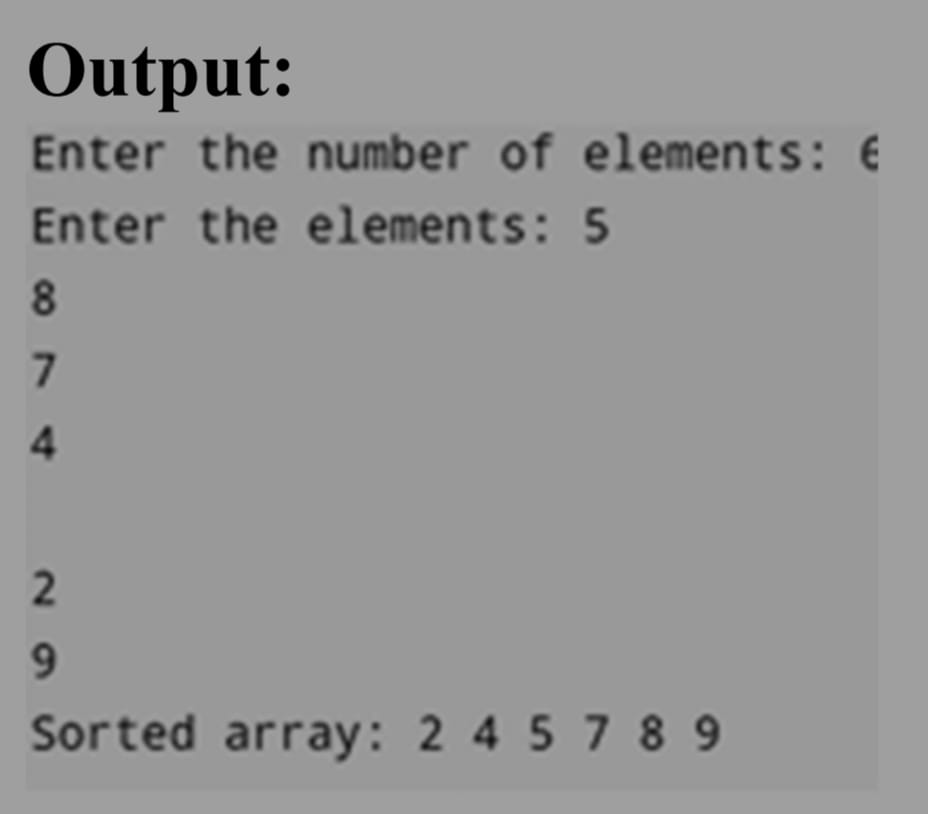 Output:
Enter the number of elements: 6
Enter the elements: 5
8
7
4
2
9
Sorted array: 2 4 5 7 8 9